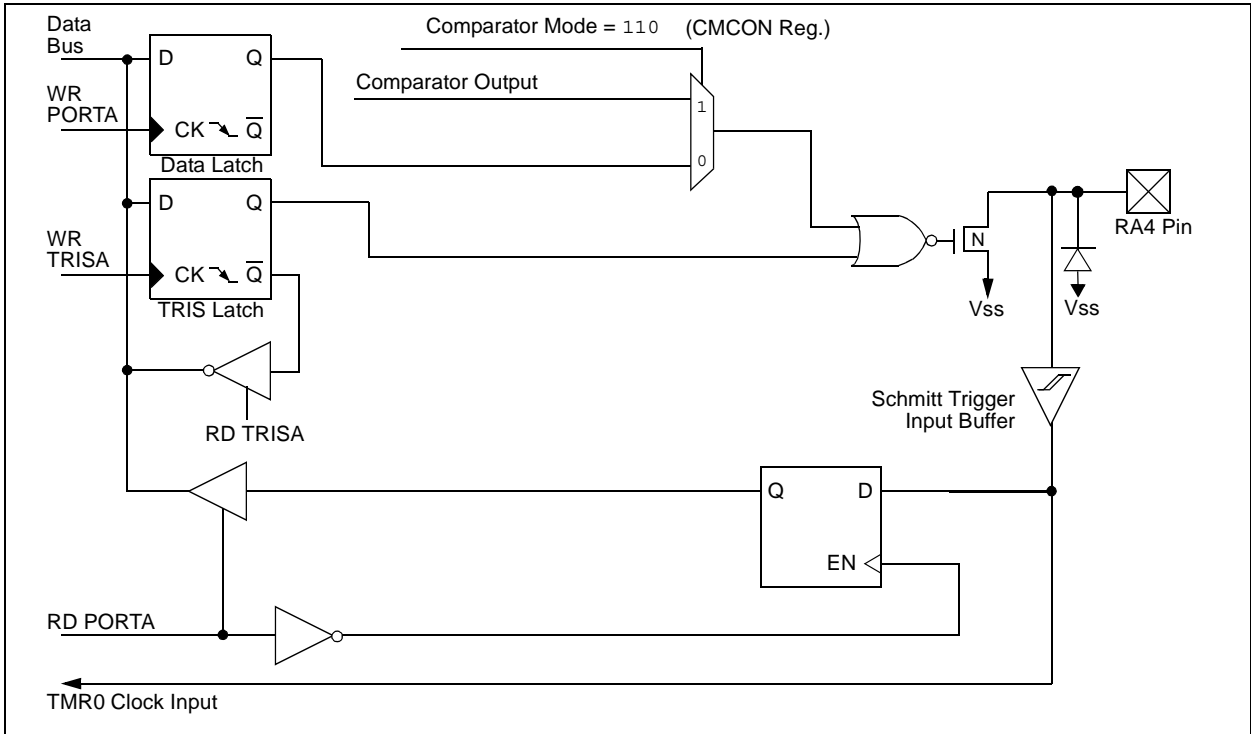 Data
Bus
Comparator Mode = 110 (CMCON Reg.)
D Q
Comparator Output
WR
PORTA
1
CK Q̅
Data Latch
0
D Q
RA4 Pin
WR
TRISA
N
CK Q̅
TRIS Latch
Vss
Vss
Schmitt Trigger
Input Buffer
RD TRISA
Q D
EN
RD PORTA
TMR0 Clock Input